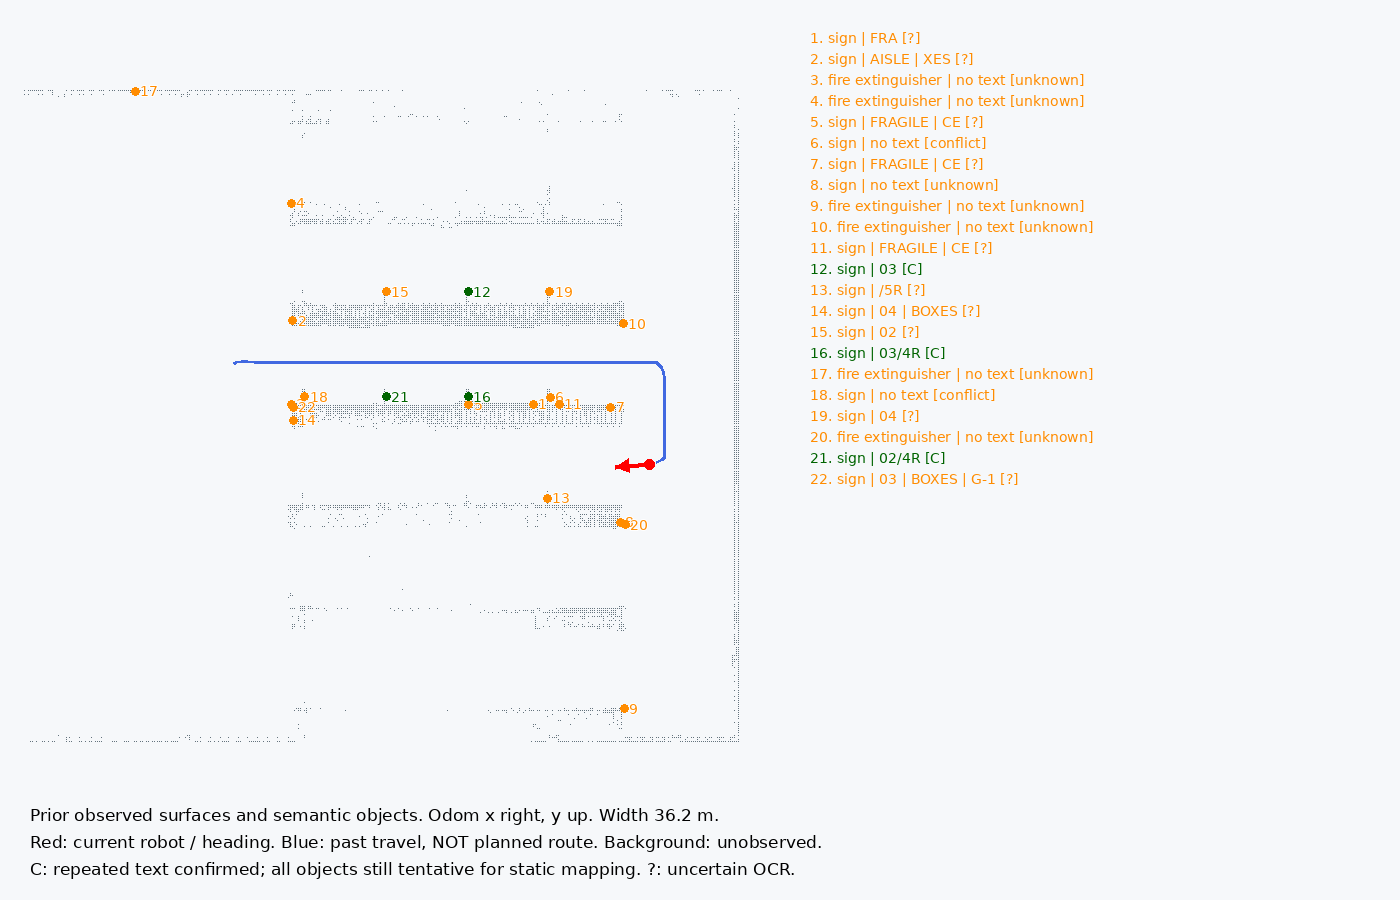 1. sign | FRA [?]
2. sign | AISLE | XES [?]
3. fire extinguisher | no text [unknown]
4. fire extinguisher | no text [unknown]
5. sign | FRAGILE | CE [?]
6. sign | no text [conflict]
7. sign | FRAGILE | CE [?]
8. sign | no text [unknown]
9. fire extinguisher | no text [unknown]
10. fire extinguisher | no text [unknown]
11. sign | FRAGILE | CE [?]
12. sign | 03 [C]
13. sign | /5R [?]
14. sign | 04 | BOXES [?]
15. sign | 02 [?]
16. sign | 03/4R [C]
17. fire extinguisher | no text [unknown]
18. sign | no text [conflict]
19. sign | 04 [?]
20. fire extinguisher | no text [unknown]
21. sign | 02/4R [C]
22. sign | 03 | BOXES | G-1 [?]
17
4
15
12
19
2
10
18
21
16
6
22
5
1
11
7
14
13
20
9
Prior observed surfaces and semantic objects. Odom x right, y up. Width 36.2 m.
Red: current robot / heading. Blue: past travel, NOT planned route. Background: unobserved.
C: repeated text confirmed; all objects still tentative for static mapping. ?: uncertain OCR.